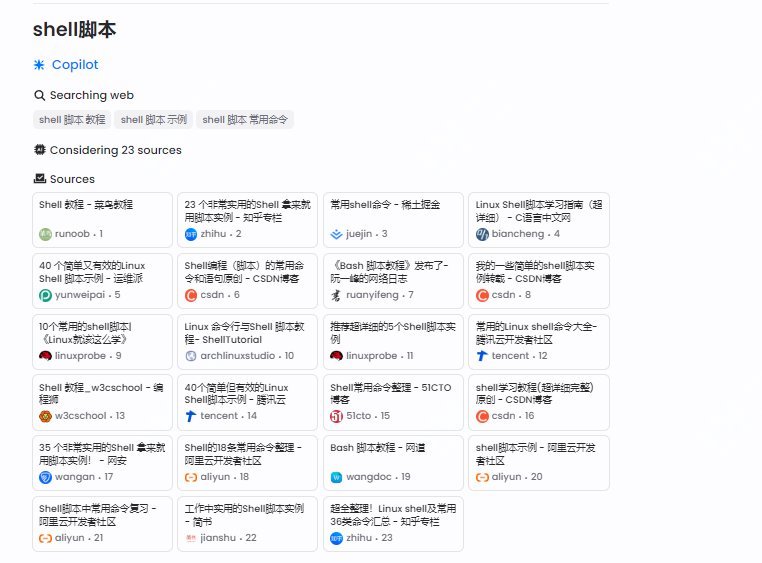 shell脚本
Copilot
Searching web
shell 脚本 教程
shell 脚本 示例
shell 脚本 常用命令
Considering 23 sources
Sources
Shell 教程 - 菜鸟教程
runoob · 1
23 个非常实用的Shell 拿来就
用脚本实例 - 知乎专栏
zhihu · 2
常用shell命令 - 稀土掘金
juejin · 3
Linux Shell脚本学习指南（超
详细） - C语言中文网
biancheng · 4
40 个简单又有效的Linux
Shell 脚本示例 - 运维派
yunweipai · 5
Shell编程（脚本）的常用命
令和语句原创 - CSDN博客
csdn · 6
《Bash 脚本教程》发布了-
阮一峰的网络日志
ruanyifeng · 7
我的一些简单的shell脚本实
例转载 - CSDN博客
csdn · 8
10个常用的shell脚本|
《Linux就该这么学》
linuxprobe · 9
Linux 命令行与Shell 脚本教
程- ShellTutorial
archlinuxstudio · 10
推荐超详细的5个Shell脚本实
例
linuxprobe · 11
常用的Linux shell命令大全-
腾讯云开发者社区
tencent · 12
Shell 教程_w3cschool - 编
程狮
w3cschool · 13
40个简单但有效的Linux
Shell脚本示例 - 腾讯云
tencent · 14
Shell常用命令整理 - 51CTO
博客
51cto · 15
shell学习教程(超详细完整)
原创 - CSDN博客
csdn · 16
35 个非常实用的Shell 拿来就
用脚本实例！ - 网安
wangan · 17
Shell的18条常用命令整理 -
阿里云开发者社区
aliyun · 18
Bash 脚本教程 - 网道
wangdoc · 19
shell脚本示例 - 阿里云开发
者社区
aliyun · 20
Shell脚本中常用命令复习 -
阿里云开发者社区
aliyun · 21
工作中实用的Shell脚本实例
- 简书
jianshu · 22
超全整理！Linux shell及常用
36类命令汇总 - 知乎专栏
zhihu · 23